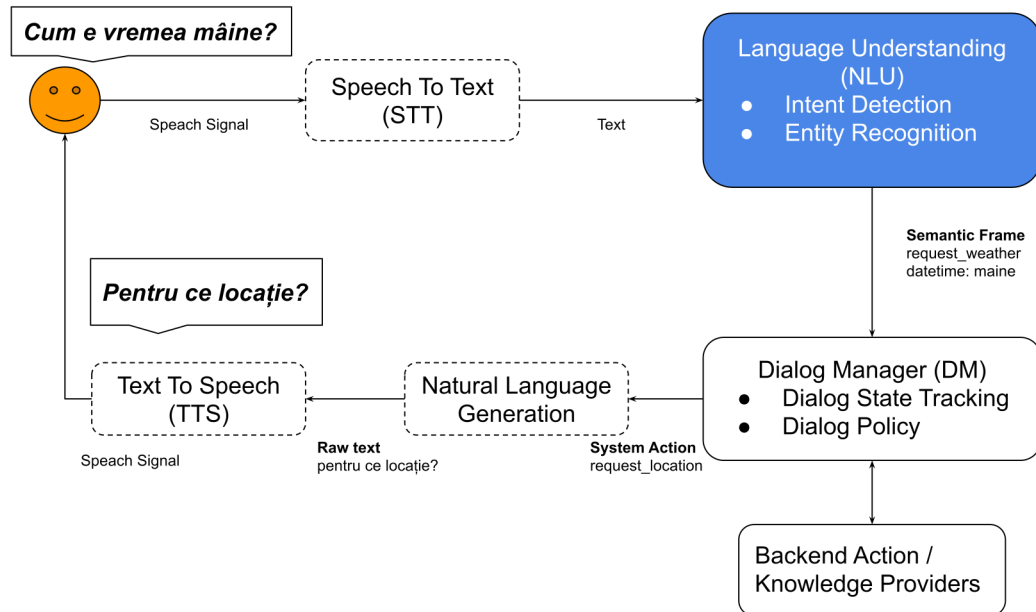 Cum e vremea mâine?
Speech To Text
(STT)
Speach Signal
Text
Language Understanding
(NLU)
● Intent Detection
● Entity Recognition
Semantic Frame
request_weather
datetime: maine
Dialog Manager (DM)
● Dialog State Tracking
● Dialog Policy
Backend Action /
Knowledge Providers
System Action
request_location
Natural Language
Generation
Raw text
pentru ce locație?
Text To Speech
(TTS)
Speach Signal
Pentru ce locație?